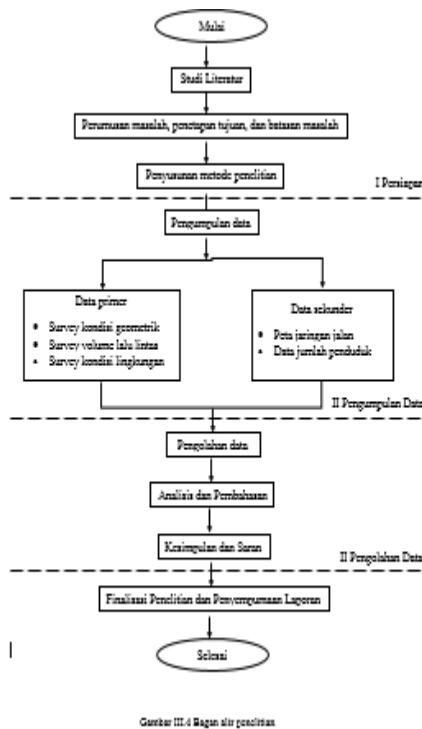 Mulai
Studi Literatur
Perumusan masalah, penetapan tujuan, dan batasan masalah
Penyusunan metode penelitian
I Persiapan
Pengumpulan data
Data primer
• Survey kondisi geometrik
• Survey volume lalu lintas
• Survey kondisi lingkungan
Data sekunder
• Peta jaringan jalan
• Data jumlah penduduk
II Pengumpulan Data
Pengolahan data
Analisis dan Pembahasan
Kesimpulan dan Saran
II Pengolahan Data
Finalisasi Penelitian dan Penyempurnaan Laporan
Selesai
Gambar III.4 Bagan alir penelitian